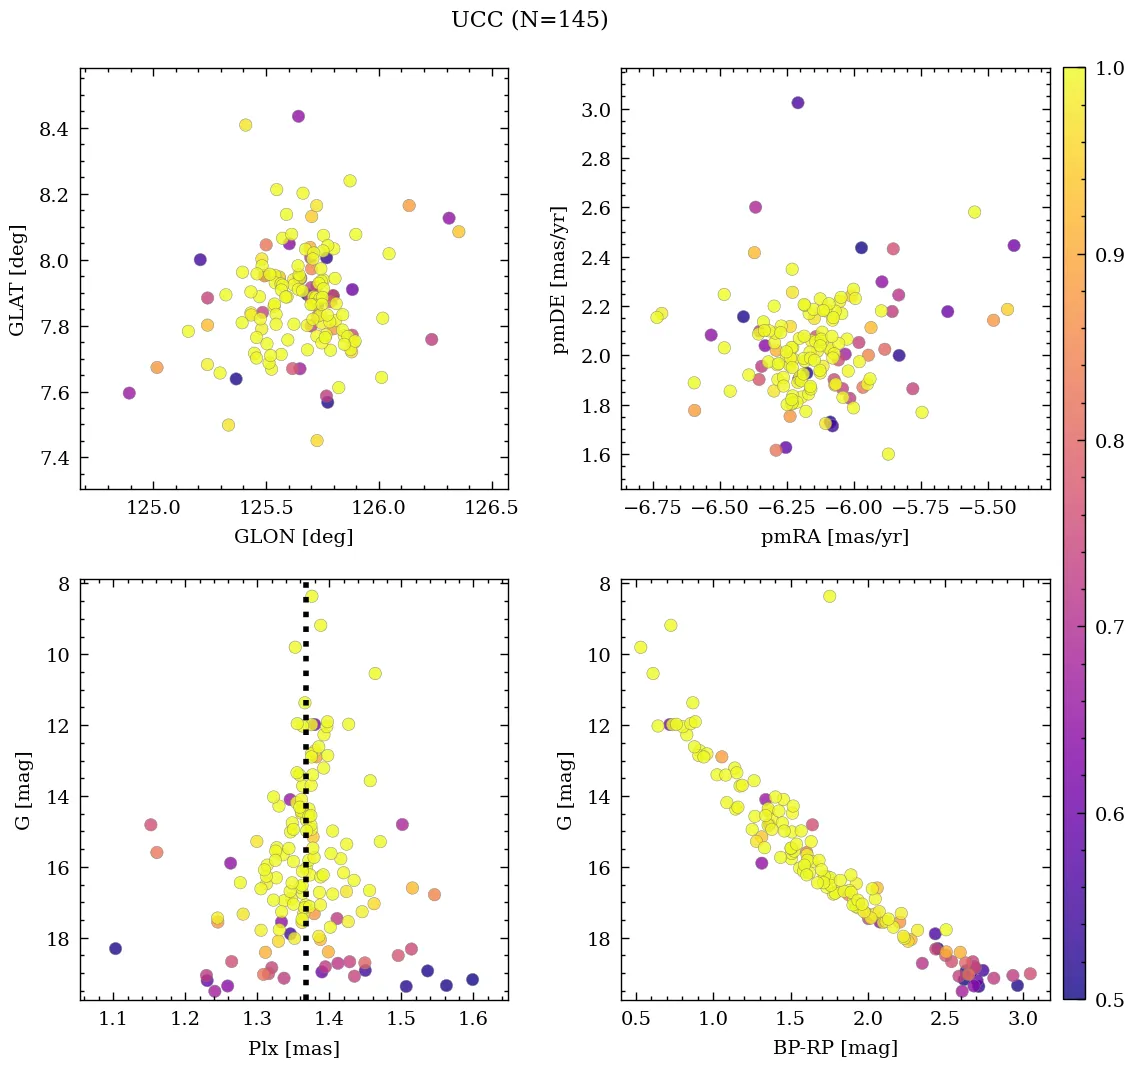 UCC (N=145)
8.4
8.2
8.0
7.8
7.6
7.4
GLAT [deg]
125.0 125.5 126.0 126.5
GLON [deg]
3.0
2.8
2.6
2.4
2.2
2.0
1.8
1.6
pmDE [mas/yr]
−6.75 −6.50 −6.25 −6.00 −5.75 −5.50
pmRA [mas/yr]
8
10
12
14
16
18
G [mag]
1.1 1.2 1.3 1.4 1.5 1.6
Plx [mas]
8
10
12
14
16
18
G [mag]
0.5 1.0 1.5 2.0 2.5 3.0
BP-RP [mag]
1.0
0.9
0.8
0.7
0.6
0.5